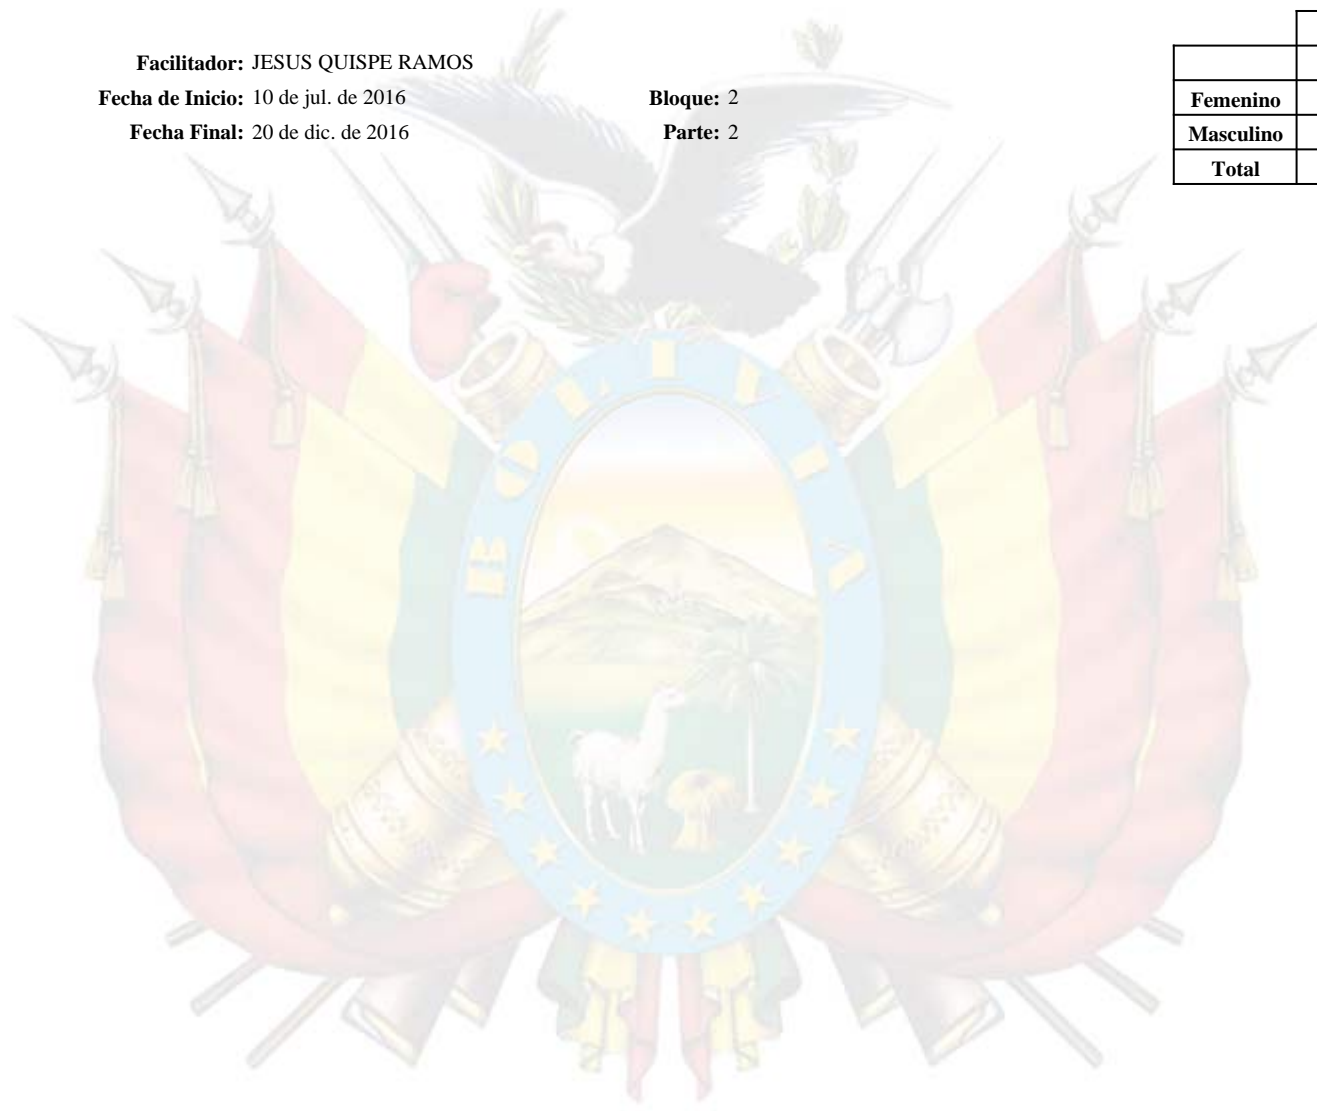 Facilitador: JESUS QUISPE RAMOS
Fecha de Inicio: 10 de jul. de 2016 Bloque: 2
Fecha Final: 20 de dic. de 2016 Parte: 2
Femenino
Masculino
Total
BOLIVIA